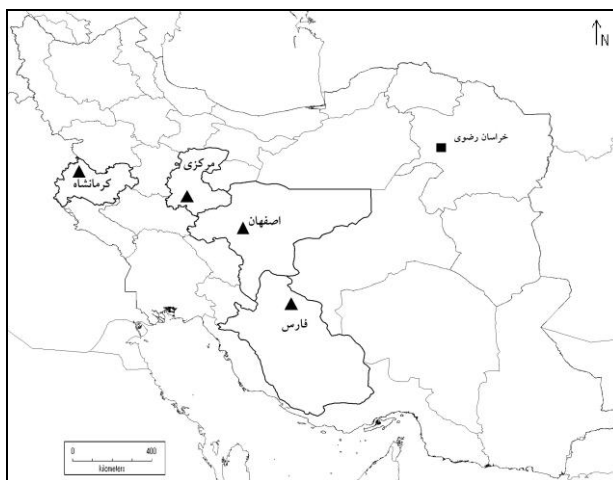 N
خراسان رضوی
مرکزی
کرمانشاه
اصفهان
فارس
0 400
kilometers